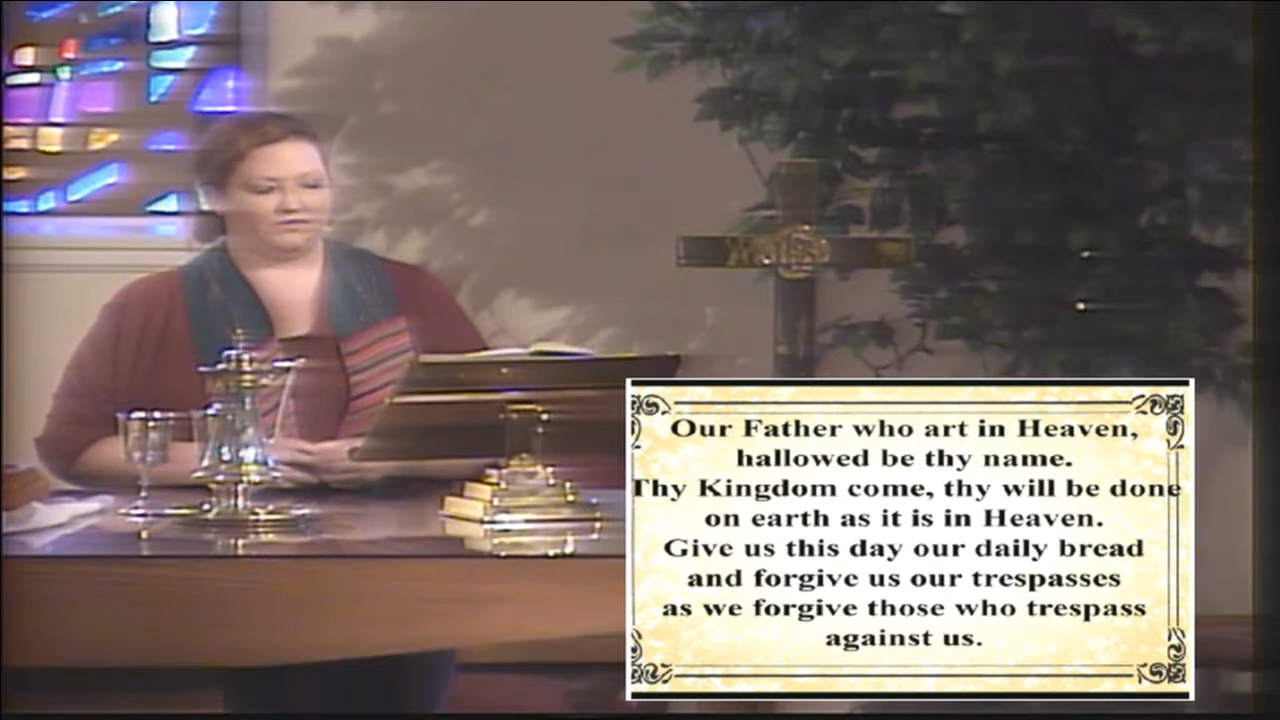 Our Father who art in Heaven,
hallowed be thy name.
Thy Kingdom come, thy will be done
on earth as it is in Heaven.
Give us this day our daily bread
and forgive us our trespasses
as we forgive those who trespass
against us.